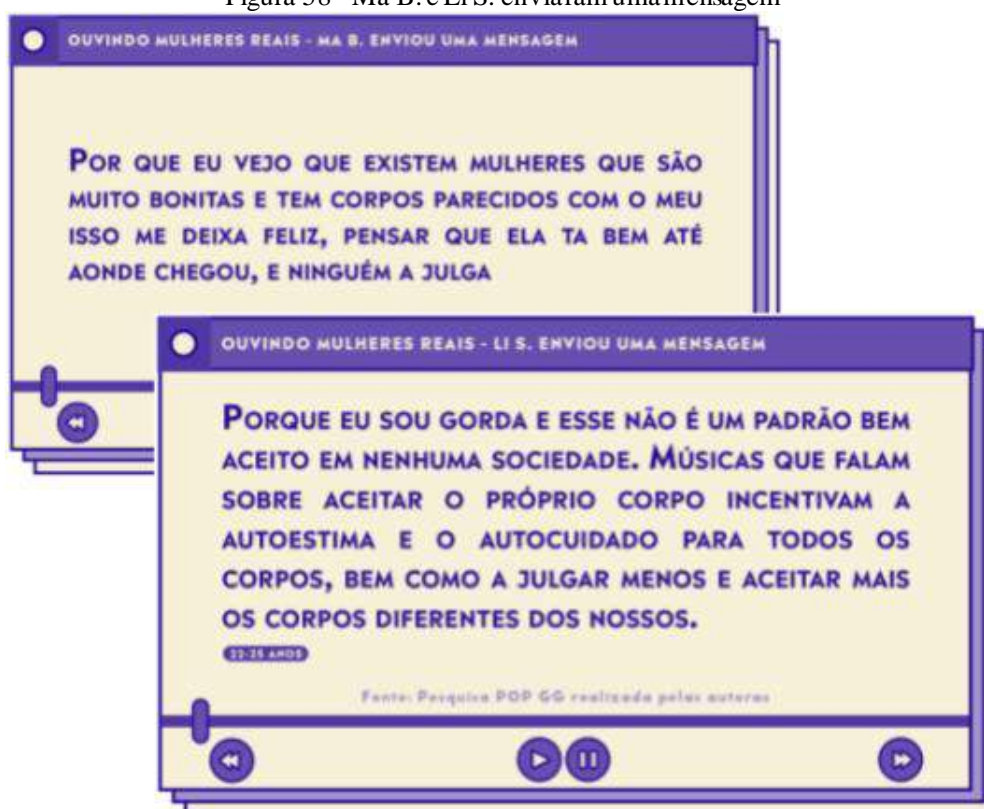 Figura 58 - Ma B. e Li S. enviaram uma mensagem
OUVINDO MULHERES REAIS - MA B. ENVIOU UMA MENSAGEM
POR QUE EU VEJO QUE EXISTEM MULHERES QUE SÃO
MUITO BONITAS E TEM CORPOS PARECIDOS COM O MEU
ISSO ME DEIXA FELIZ, PENSAR QUE ELA TA BEM ATÉ
AONDE CHEGOU, E NINGUÉM A JULGA
OUVINDO MULHERES REAIS - LI S. ENVIOU UMA MENSAGEM
PORQUE EU SOU GORDA E ESSE NÃO É UM PADRÃO BEM
ACEITO EM NENHUMA SOCIEDADE. MÚSICAS QUE FALAM
SOBRE ACEITAR O PRÓPRIO CORPO INCENTIVAM A
AUTOESTIMA E O AUTOCUIDADO PARA TODOS OS
CORPOS, BEM COMO A JULGAR MENOS E ACEITAR MAIS
OS CORPOS DIFERENTES DOS NOSSOS.
22-25 ANOS
Fonte: Pesquisa POP GG realizada pelas autoras